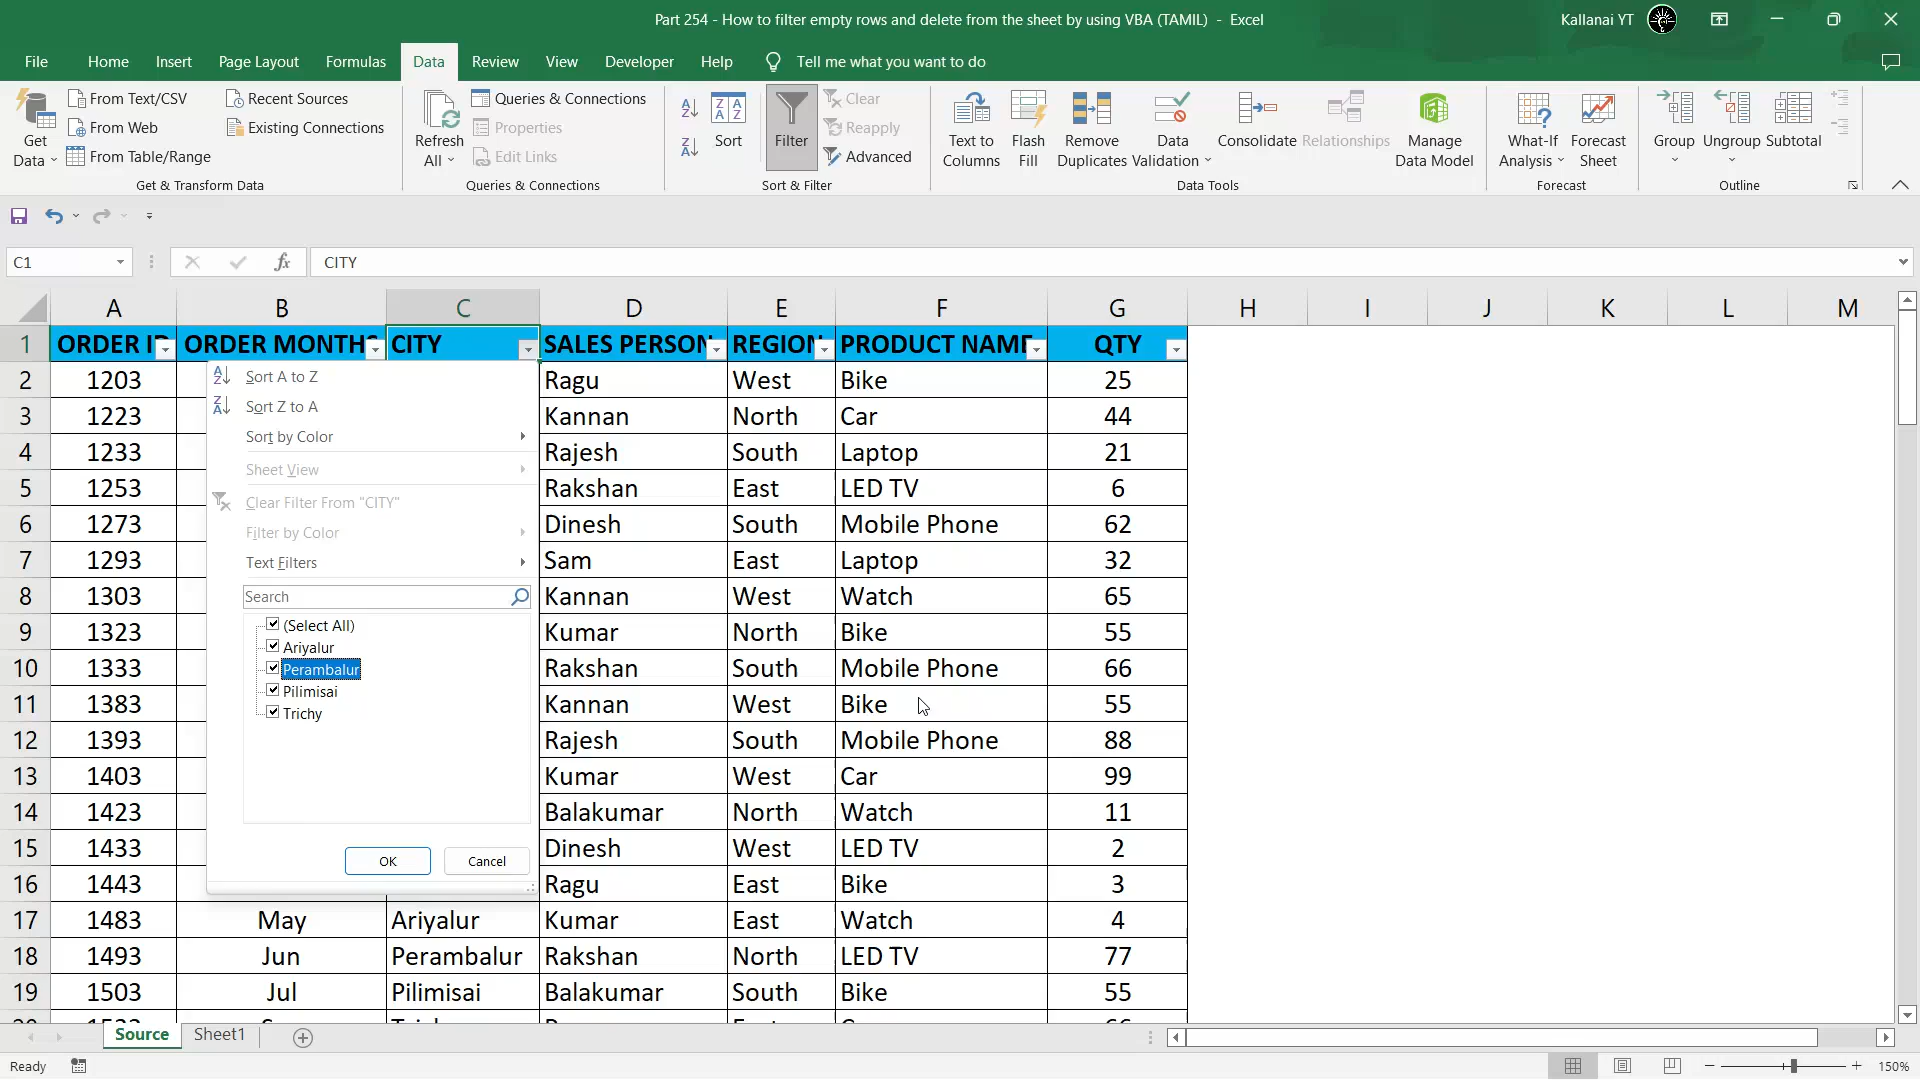 Part 254 - How to filter empty rows and delete from the sheet by using VBA (TAMIL) - Excel
Kallanai YT
File Home Insert Page Layout Formulas Data Review View Developer Help Tell me what you want to do
Get Data
From Text/CSV
From Web
From Table/Range
Recent Sources
Existing Connections
Get & Transform Data
Refresh All
Queries & Connections
Properties
Edit Links
Queries & Connections
Sort
Filter
Clear
Reapply
Advanced
Sort & Filter
Text to Columns
Flash Fill
Remove Duplicates
Data Validation
Consolidate
Relationships
Manage Data Model
Data Tools
What-If Analysis
Forecast Sheet
Forecast
Group
Ungroup
Subtotal
Outline
C1
fx
CITY
A B C D E F G H I J K L M
1 ORDER ID ORDER MONTHS CITY SALES PERSON REGION PRODUCT NAME QTY
2 1203 Ragu West Bike 25
3 1223 Kannan North Car 44
4 1233 Rajesh South Laptop 21
5 1253 Rakshan East LED TV 6
6 1273 Dinesh South Mobile Phone 62
7 1293 Sam East Laptop 32
8 1303 Kannan West Watch 65
9 1323 Kumar North Bike 55
10 1333 Rakshan South Mobile Phone 66
11 1383 Kannan West Bike 55
12 1393 Rajesh South Mobile Phone 88
13 1403 Kumar West Car 99
14 1423 Balakumar North Watch 11
15 1433 Dinesh West LED TV 2
16 1443 Ragu East Bike 3
17 1483 May Ariyalur Kumar East Watch 4
18 1493 Jun Perambalur Rakshan North LED TV 77
19 1503 Jul Pilimisai Balakumar South Bike 55
Sort A to Z
Sort Z to A
Sort by Color
Sheet View
Clear Filter From "CITY"
Filter by Color
Text Filters
Search
(Select All)
Ariyalur
Perambalur
Pilimisai
Trichy
OK
Cancel
Source Sheet1
Ready
150%